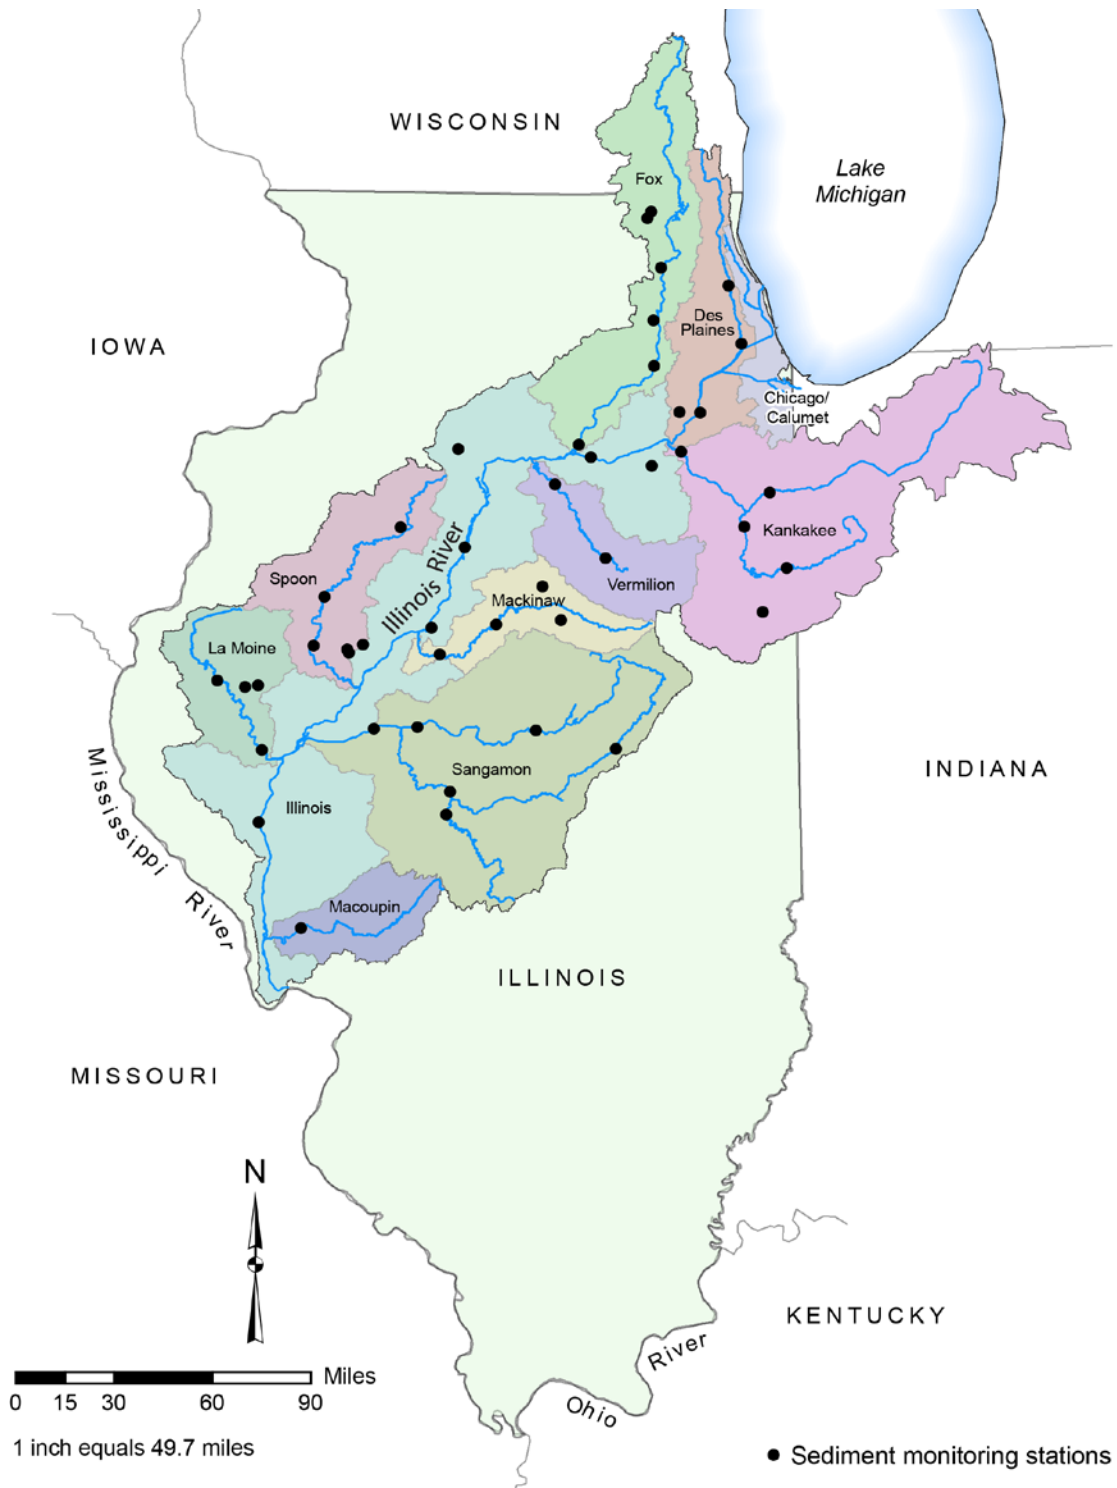 WISCONSIN
Lake
Michigan
Fox
IOWA
Des
Plaines
Chicago/
Calumet
Kankakee
Illinois River
Spoon
Vermilion
Mackinaw
La Moine
Sangamon
INDIANA
Mississippi River
Illinois
Macoupin
ILLINOIS
MISSOURI
N
KENTUCKY
Ohio River
Miles
0 15 30 60 90
1 inch equals 49.7 miles
Sediment monitoring stations